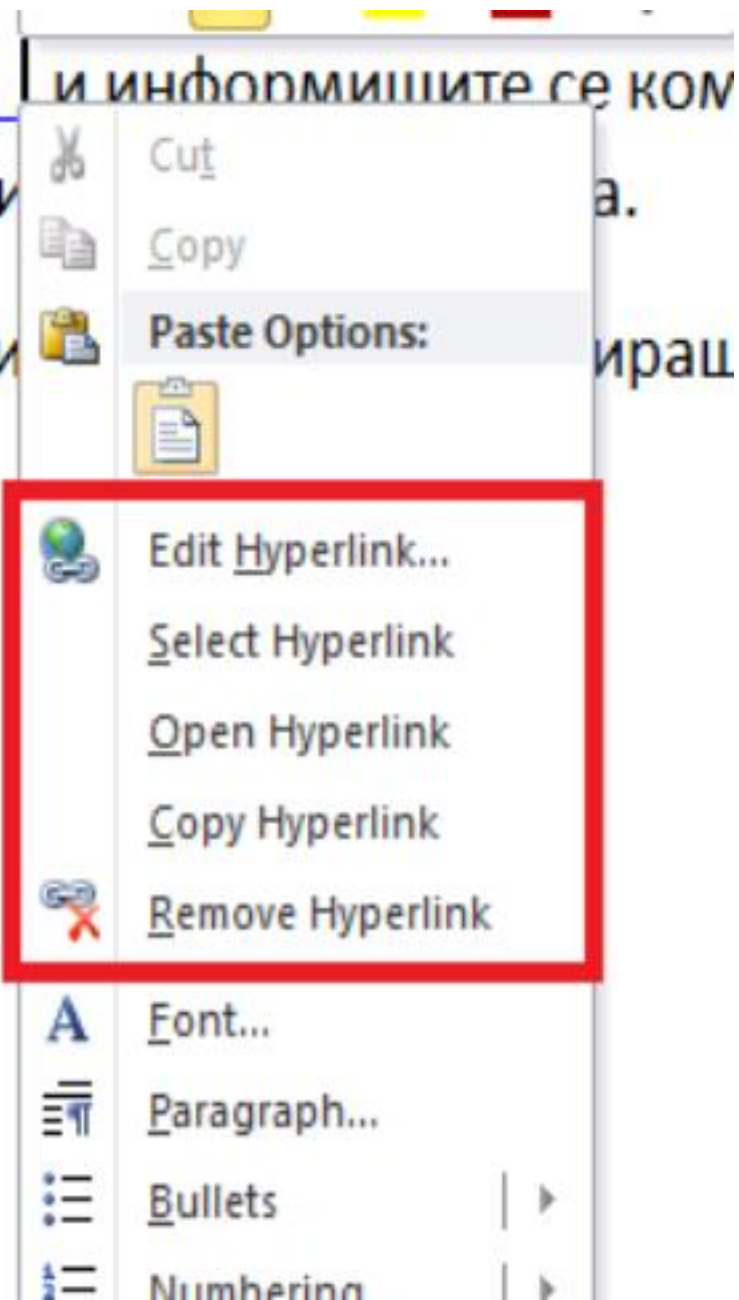 и информишите се ком
Cut
Copy
а.
Paste Options:
ираш
Edit Hyperlink...
Select Hyperlink
Open Hyperlink
Copy Hyperlink
Remove Hyperlink
Font...
Paragraph...
Bullets
Numbering